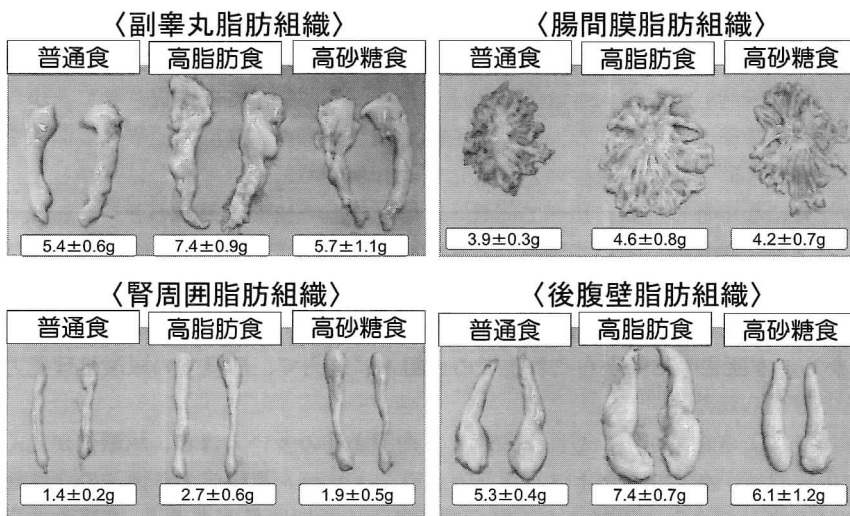 〈副睾丸脂肪組織〉
普通食 高脂肪食 高砂糖食
5.4±0.6g 7.4±0.9g 5.7±1.1g
〈腸間膜脂肪組織〉
普通食 高脂肪食 高砂糖食
3.9±0.3g 4.6±0.8g 4.2±0.7g
〈腎周囲脂肪組織〉
普通食 高脂肪食 高砂糖食
1.4±0.2g 2.7±0.6g 1.9±0.5g
〈後腹壁脂肪組織〉
普通食 高脂肪食 高砂糖食
5.3±0.4g 7.4±0.7g 6.1±1.2g